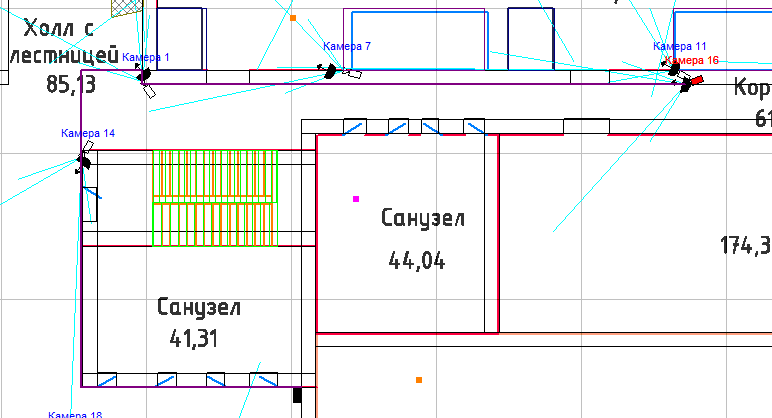 Холл с
лестницей
85,13
Камера 1
Камера 7
Камера 11
Камера 16
Кор
61
Камера 14
Санузел
44,04
174,3
Санузел
41,31
Камера 18